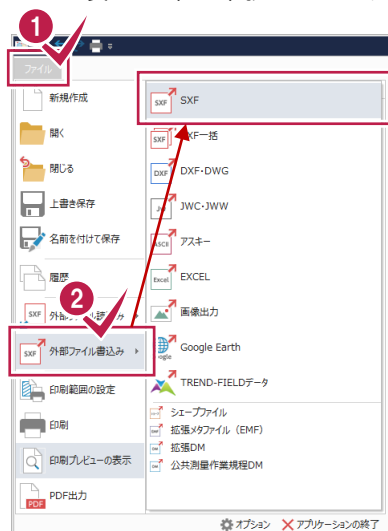 1
ファイル
新規作成
開く
閉じる
上書き保存
名前を付けて保存
履歴
2
SXF
外部ファイル書込み
印刷範囲の設定
印刷
印刷プレビューの表示
PDF
PDF出力
SXF
SXF
SXF
XF一括
DXF
DXF・DWG
JWC・JWW
ASCII
アスキー
Excel
EXCEL
画像出力
Google Earth
TREND-FIELDデータ
シェープファイル
拡張メタファイル（EMF）
拡張DM
公共測量作業規程DM
オプション
アプリケーションの終了